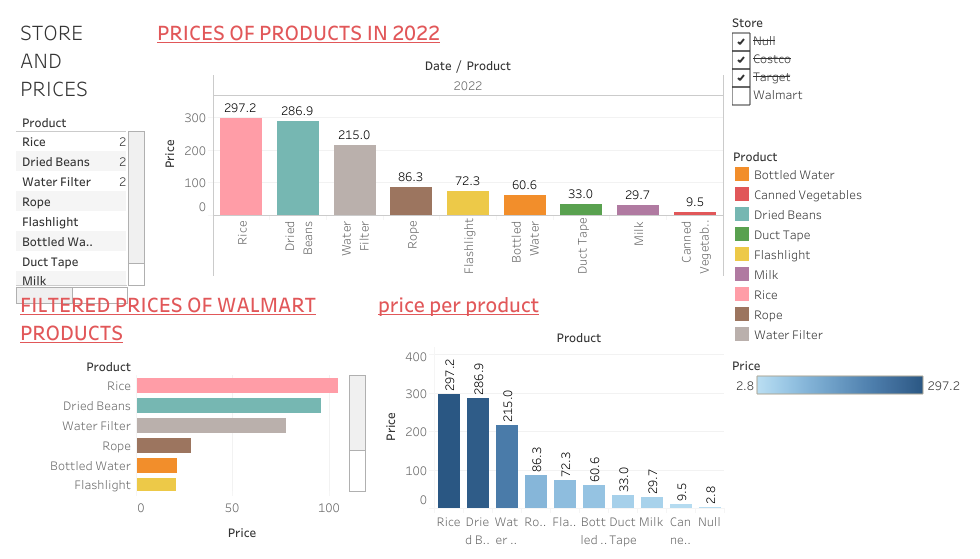 STORE
AND
PRICES
Product
Rice 2
Dried Beans 2
Water Filter 2
Rope
Flashlight
Bottled Wa..
Duct Tape
Milk
PRICES OF PRODUCTS IN 2022
Date / Product
2022
Price
300
200
100
0
297.2
286.9
215.0
86.3
72.3
60.6
33.0
29.7
9.5
Rice
Dried
Beans
Water
Filter
Rope
Flashlight
Bottled
Water
Duct Tape
Milk
Canned
Vegetab..
Store
Null
Costco
Target
Walmart
Product
Bottled Water
Canned Vegetables
Dried Beans
Duct Tape
Flashlight
Milk
Rice
Rope
Water Filter
Price
2.8 297.2
FILTERED PRICES OF WALMART
PRODUCTS
Product
Rice
Dried Beans
Water Filter
Rope
Bottled Water
Flashlight
0 50 100
Price
price per product
Product
Price
400
300
200
100
0
297.2
286.9
215.0
86.3
72.3
60.6
33.0
29.7
9.5
2.8
Rice
Drie
d B..
Wat
er ..
Ro..
Fla..
Bott
led ..
Duct
Tape
Milk
Can
ne..
Null